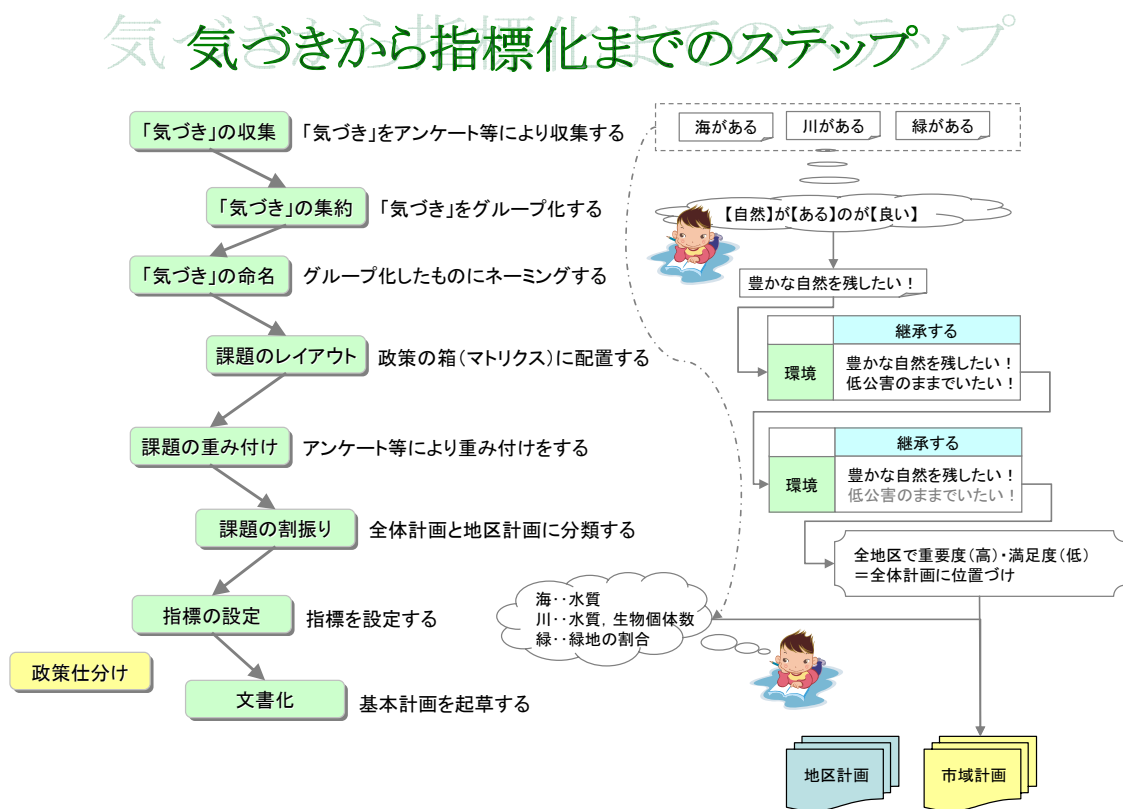 気づきから指標化までのステップ
「気づき」の収集
「気づき」をアンケート等により収集する
「気づき」の集約
「気づき」をグループ化する
「気づき」の命名
グループ化したものにネーミングする
課題のレイアウト
政策の箱（マトリクス）に配置する
課題の重み付け
アンケート等により重み付けをする
課題の割振り
全体計画と地区計画に分類する
指標の設定
指標を設定する
政策仕分け
文書化
基本計画を起草する
海がある
川がある
緑がある
【自然】が【ある】のが【良い】
豊かな自然を残したい！
継承する
環境
豊かな自然を残したい！
低公害のままでいたい！
継承する
環境
豊かな自然を残したい！
低公害のままでいたい！
全地区で重要度（高）・満足度（低）
＝全体計画に位置づけ
海・・水質
川・・水質，生物個体数
緑・・緑地の割合
地区計画
市域計画